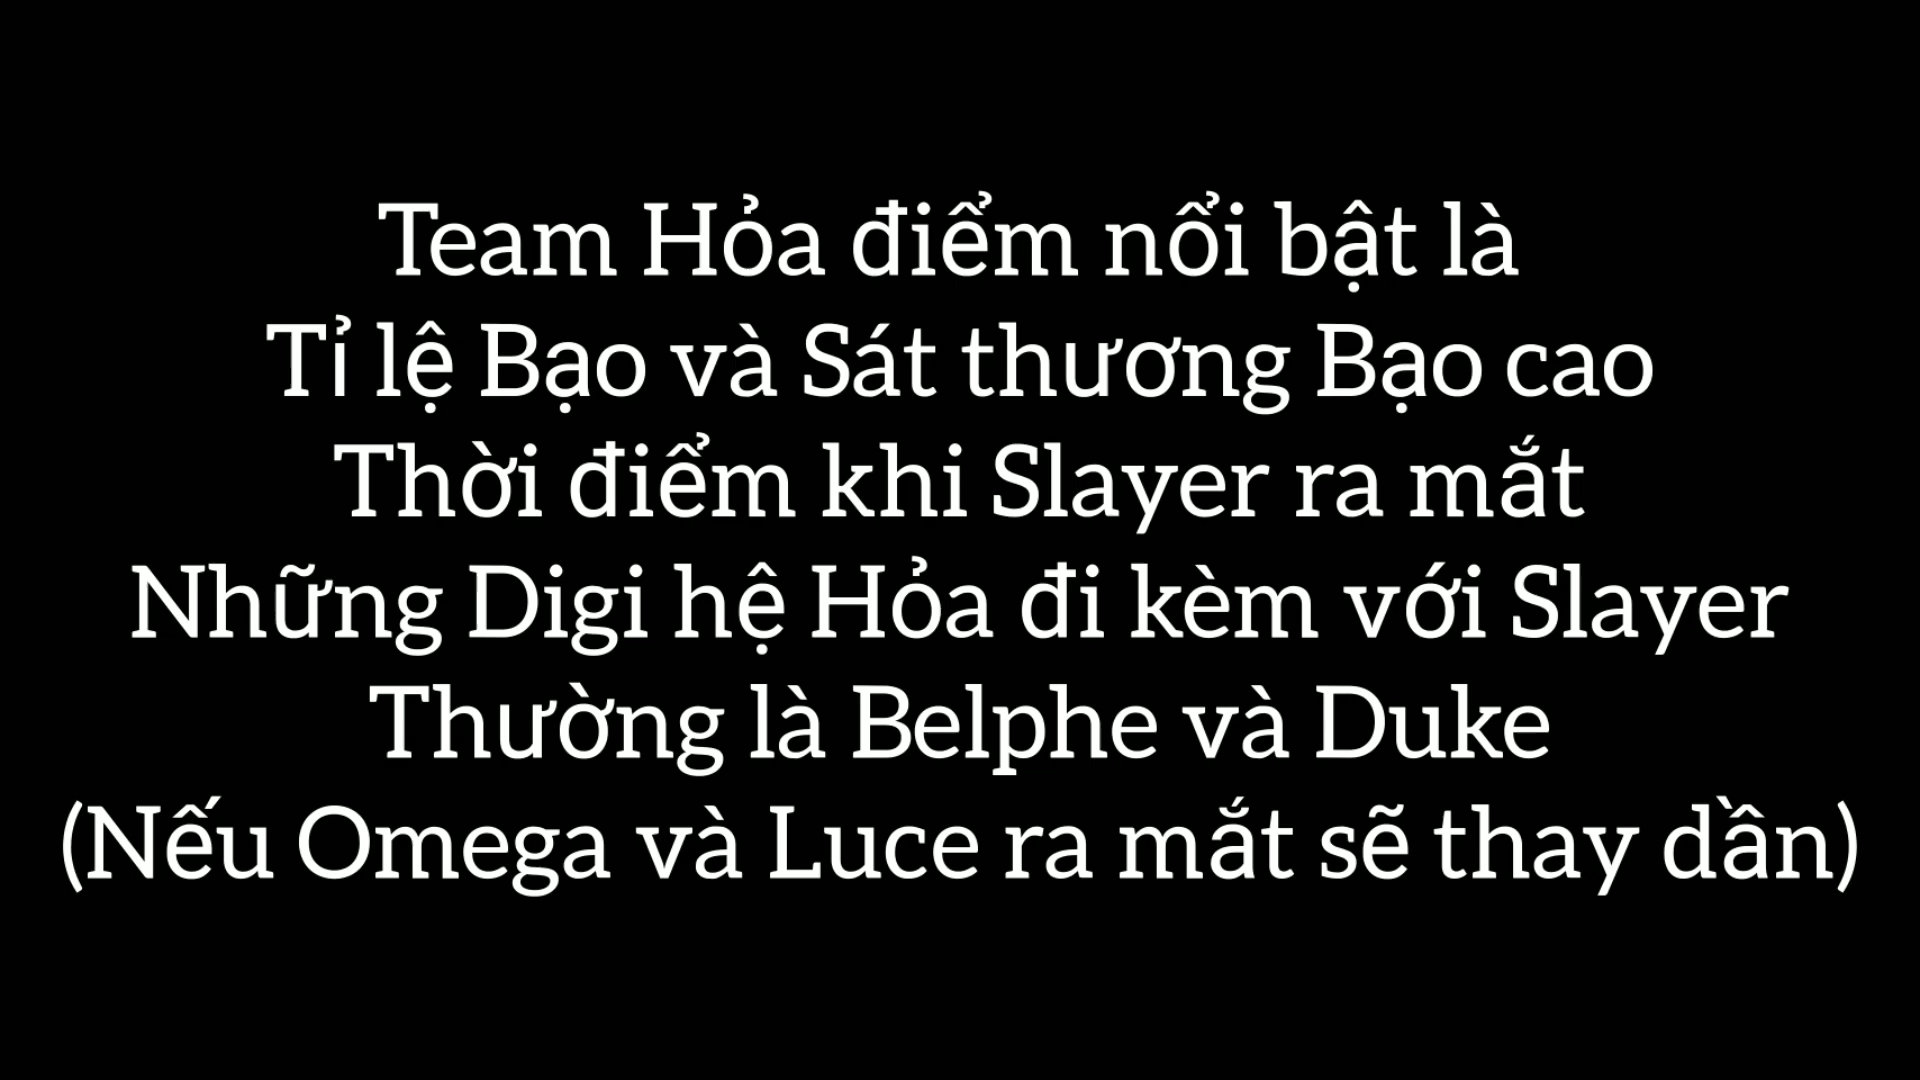 Team Hỏa điểm nổi bật là
Tỉ lệ Bạo và Sát thương Bạo cao
Thời điểm khi Slayer ra mắt
Những Digi hệ Hỏa đi kèm với Slayer
Thường là Belphe và Duke
(Nếu Omega và Luce ra mắt sẽ thay dần)